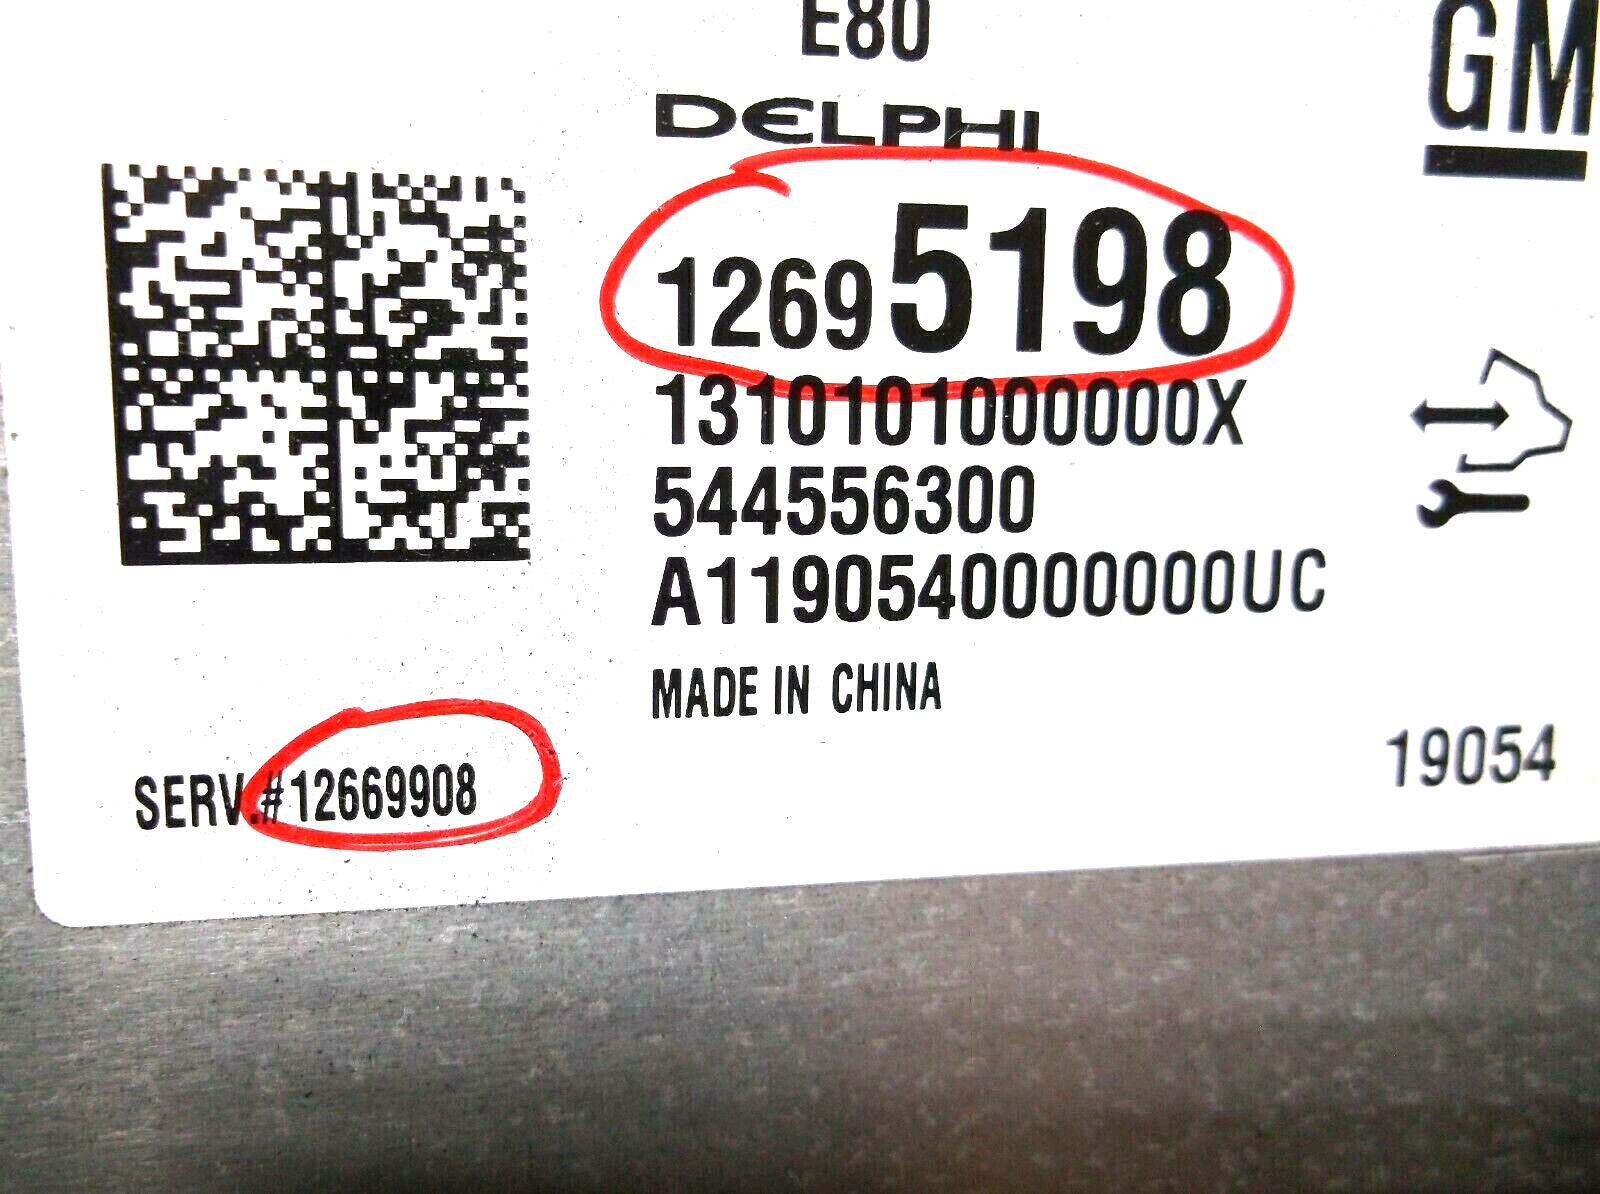 E80
GM
DELPHI
12695198
1310101000000X
544556300
A1190540000000UC
MADE IN CHINA
19054
SERV.#12669908